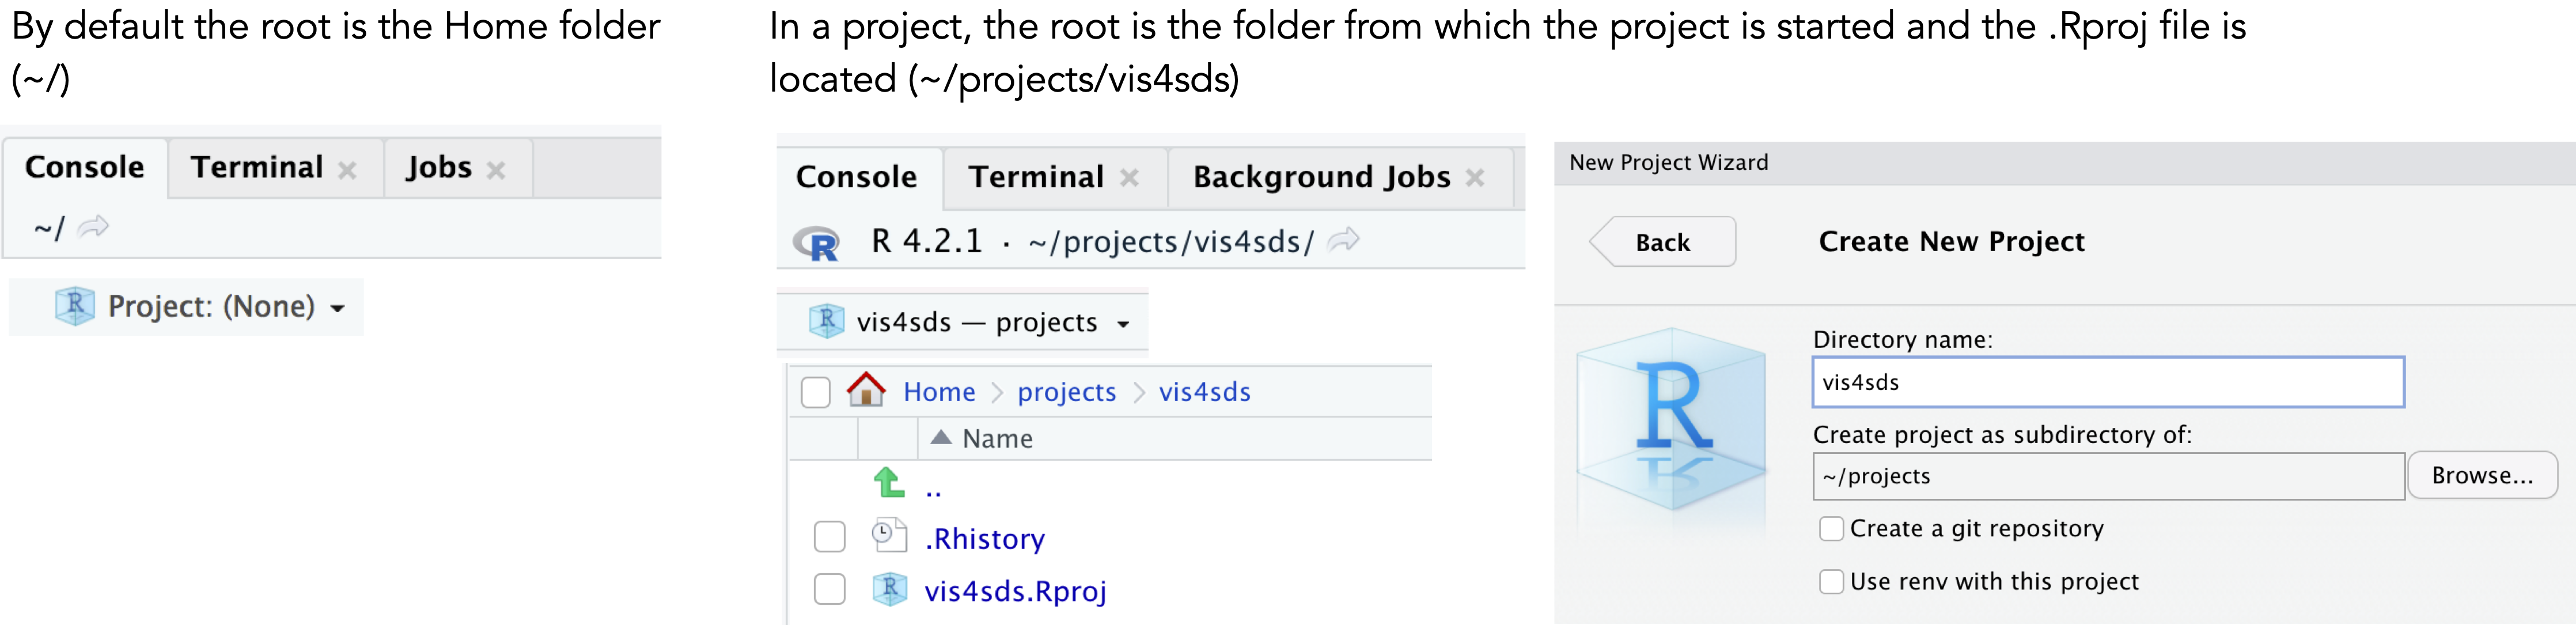 By default the root is the Home folder
(~/)
Console Terminal × Jobs ×
~/
R Project: (None)
In a project, the root is the folder from which the project is started and the .Rproj file is
located (~/projects/vis4sds)
Console Terminal × Background Jobs ×
R R 4.2.1 · ~/projects/vis4sds/
R vis4sds — projects
Home > projects > vis4sds
Name
..
.Rhistory
R vis4sds.Rproj
New Project Wizard
Back Create New Project
R
Directory name:
vis4sds
Create project as subdirectory of:
~/projects Browse...
Create a git repository
Use renv with this project